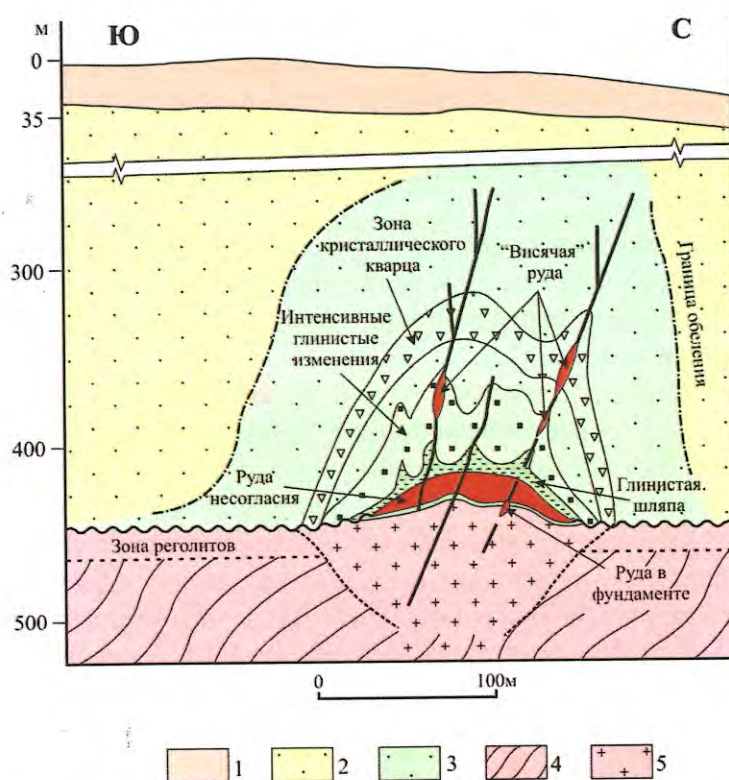 м
Ю
С
0
35
Зона
кристаллического
кварца
"Висячая"
руда
300
Интенсивные
глинистые
изменения
Граница обеления
400
Руда
несогласия
Глинистая
шляпа
Зона реголитов
Руда в
фундаменте
500
0
100м
1
2
3
4
5